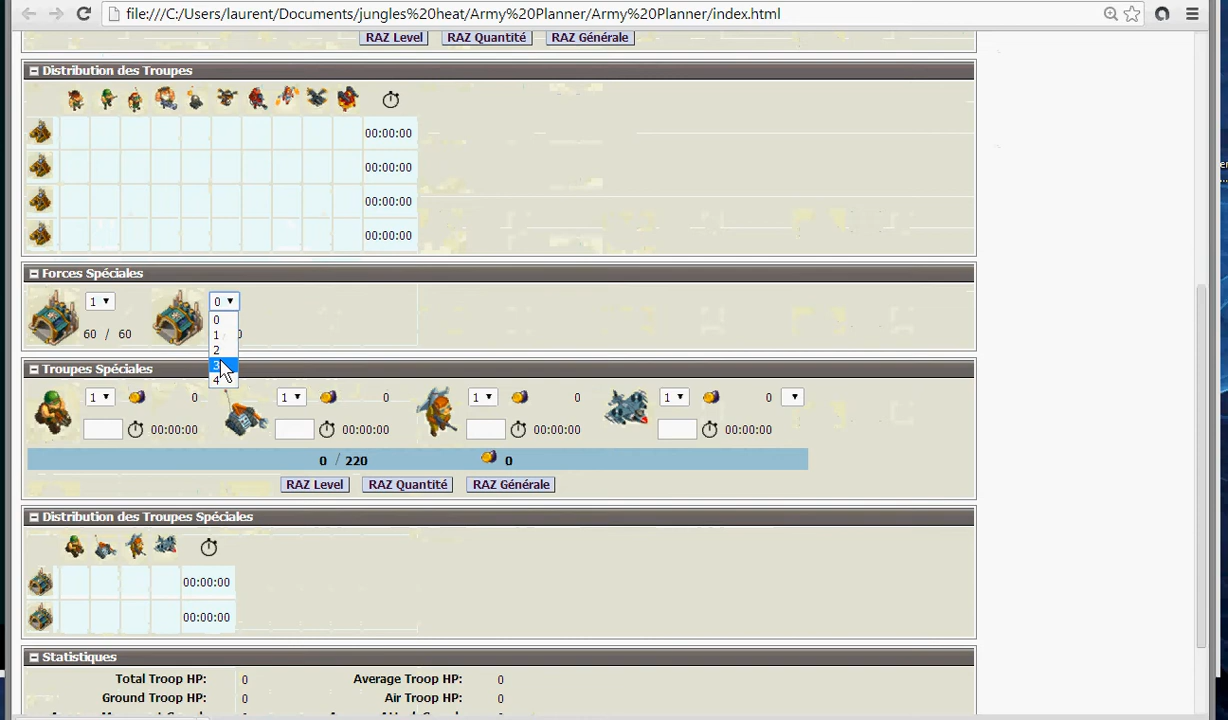 file:///C:/Users/laurent/Documents/jungles%20heat/Army%20Planner/Army%20Planner/index.html
RAZ Level RAZ Quantité RAZ Générale
Distribution des Troupes
00:00:00
00:00:00
00:00:00
00:00:00
Forces Spéciales
1 0
60 / 60 0
0
1
2
3
4
Troupes Spéciales
1 0 1 0 1 0 1 0
00:00:00 00:00:00 00:00:00 00:00:00
0 / 220 0
RAZ Level RAZ Quantité RAZ Générale
Distribution des Troupes Spéciales
00:00:00
00:00:00
Statistiques
Total Troop HP: 0 Average Troop HP: 0
Ground Troop HP: 0 Air Troop HP: 0